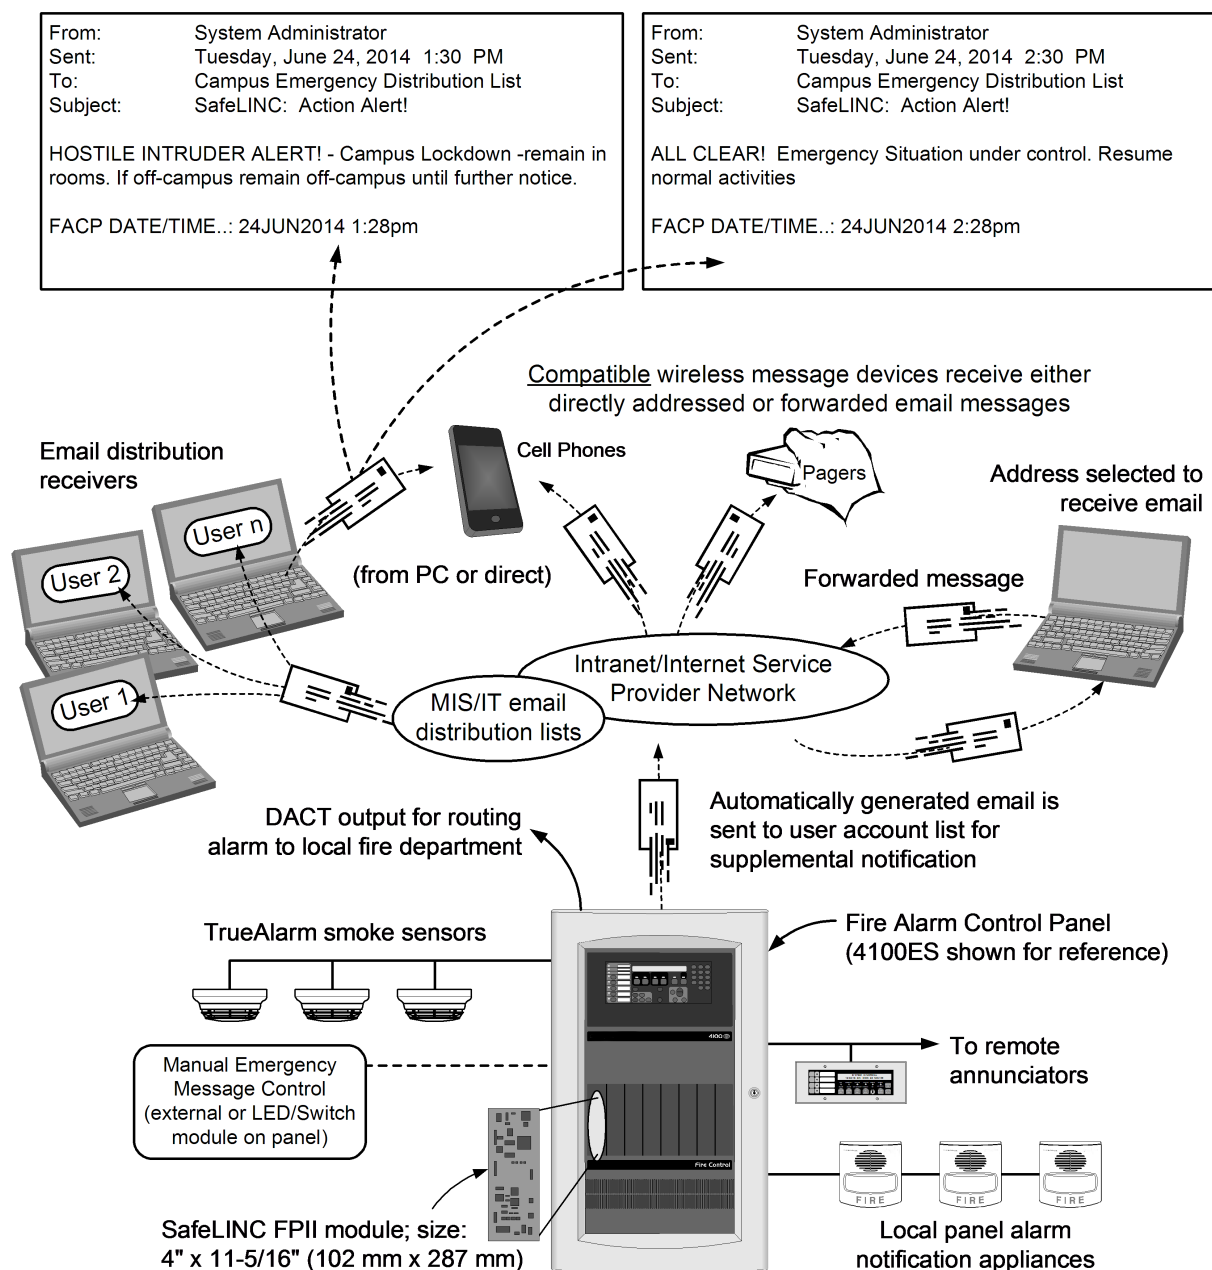 From: System Administrator
Sent: Tuesday, June 24, 2014 1:30 PM
To: Campus Emergency Distribution List
Subject: SafeLINC: Action Alert!
HOSTILE INTRUDER ALERT! - Campus Lockdown -remain in
rooms. If off-campus remain off-campus until further notice.
FACP DATE/TIME..: 24JUN2014 1:28pm
From: System Administrator
Sent: Tuesday, June 24, 2014 2:30 PM
To: Campus Emergency Distribution List
Subject: SafeLINC: Action Alert!
ALL CLEAR! Emergency Situation under control. Resume
normal activities
FACP DATE/TIME..: 24JUN2014 2:28pm
Compatible wireless message devices receive either
directly addressed or forwarded email messages
Email distribution
receivers
Cell Phones
Pagers
Address selected to
receive email
User n
User 2
User 1
(from PC or direct)
Forwarded message
Intranet/Internet Service
Provider Network
MIS/IT email
distribution lists
DACT output for routing
alarm to local fire department
Automatically generated email is
sent to user account list for
supplemental notification
TrueAlarm smoke sensors
Fire Alarm Control Panel
(4100ES shown for reference)
4100
Manual Emergency
Message Control
(external or LED/Switch
module on panel)
To remote
annunciators
Fire Control
FIRE
FIRE
FIRE
SafeLINC FPII module; size:
4" x 11-5/16" (102 mm x 287 mm)
Local panel alarm
notification appliances